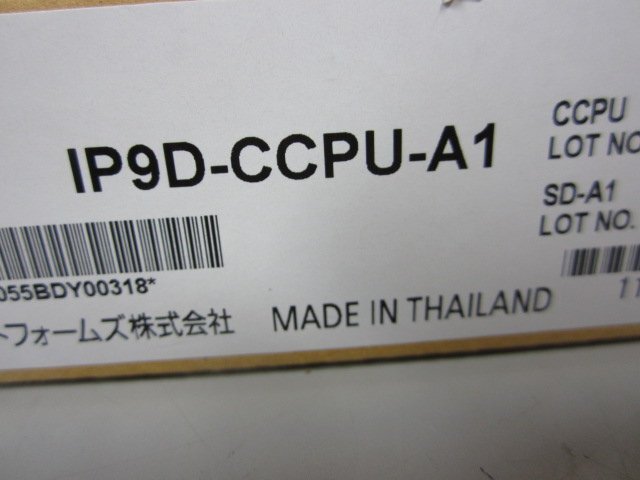 IP9D-CCPU-A1
CCPU
LOT NO
SD-A1
LOT NO.
055BDY00318*
トフォームズ株式会社
MADE IN THAILAND
11